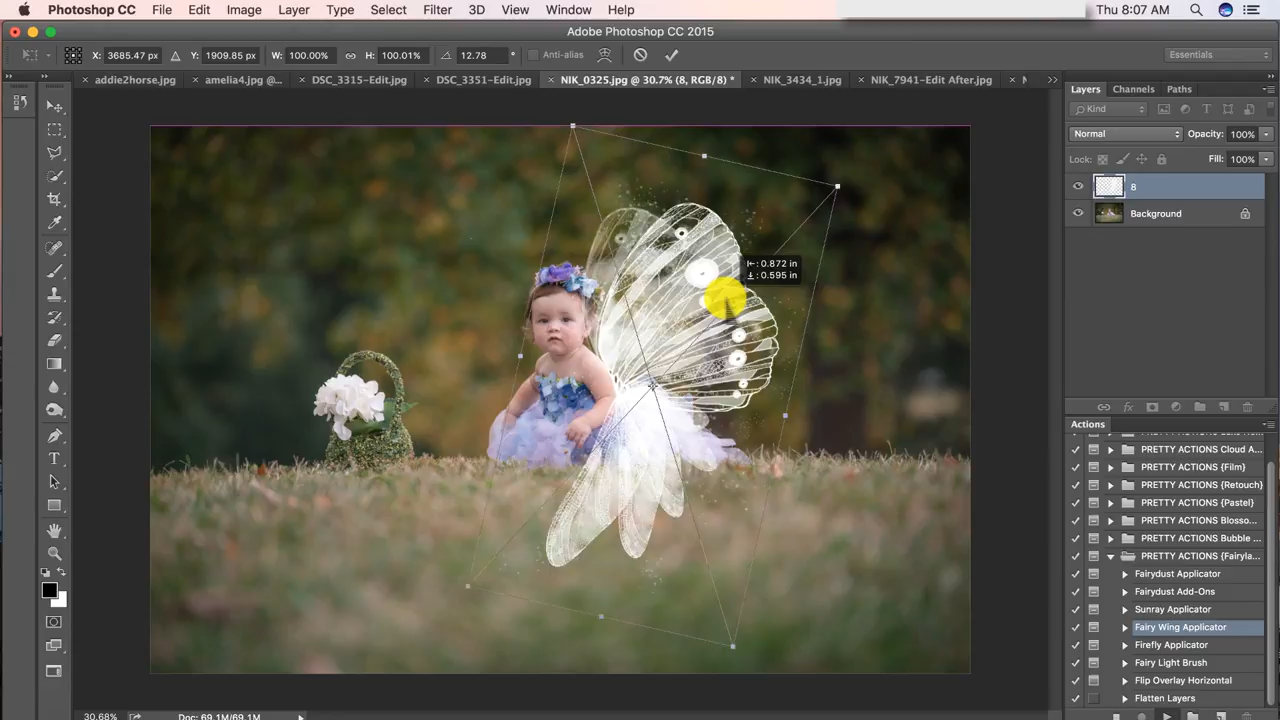 Photoshop CC File Edit Image Layer Type Select Filter 3D View Window Help Thu 8:07 AM
Adobe Photoshop CC 2015
X: 3685.47 px Y: 1909.85 px W: 100.00% H: 100.01% 12.78 ° Anti-alias Essentials
× addie2horse.jpg × amelia4.jpg @... × DSC_3315-Edit.jpg × DSC_3351-Edit.jpg × NIK_0325.jpg @ 30.7% (8, RGB/8) * × NIK_3434_1.jpg × NIK_7941-Edit After.jpg × N
Layers Channels Paths
Kind
Normal Opacity: 100%
Lock: Fill: 100%
8
Background
: 0.872 in
: 0.595 in
Actions
PRETTY ACTIONS Cloud A...
PRETTY ACTIONS {Film}
PRETTY ACTIONS {Retouch}
PRETTY ACTIONS {Pastel}
PRETTY ACTIONS Blosso...
PRETTY ACTIONS Bubble ...
PRETTY ACTIONS {Fairyla...
Fairydust Applicator
Fairydust Add-Ons
Sunray Applicator
Fairy Wing Applicator
Firefly Applicator
Fairy Light Brush
Flip Overlay Horizontal
Flatten Layers
30.68% Doc: 69.1M/69.1M